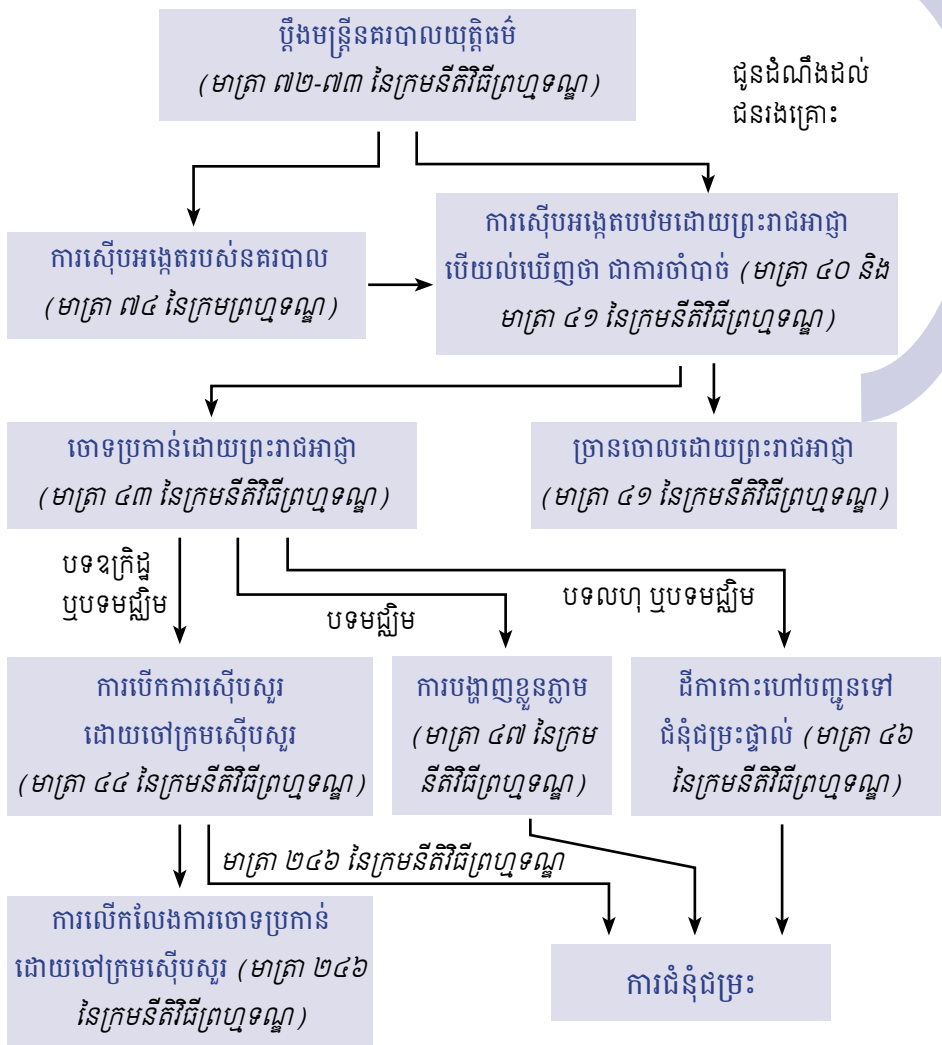 ប្តឹងមន្ត្រីនគរបាលយុត្តិធម៌
(មាត្រា ៧២-៧៣ នៃក្រមនីតិវិធីព្រហ្មទណ្ឌ)
ជូនដំណឹងដល់
ជនរងគ្រោះ
ការស៊ើបអង្កេតរបស់នគរបាល
(មាត្រា ៧៤ នៃក្រមព្រហ្មទណ្ឌ)
ការស៊ើបអង្កេតបឋមដោយព្រះរាជអាជ្ញា
បើយល់ឃើញថា ជាការចាំបាច់ (មាត្រា ៤០ និង
មាត្រា ៤១ នៃក្រមនីតិវិធីព្រហ្មទណ្ឌ)
ចោទប្រកាន់ដោយព្រះរាជអាជ្ញា
(មាត្រា ៤៣ នៃក្រមនីតិវិធីព្រហ្មទណ្ឌ)
ច្រានចោលដោយព្រះរាជអាជ្ញា
(មាត្រា ៤១ នៃក្រមនីតិវិធីព្រហ្មទណ្ឌ)
បទឧក្រិដ្ឋ
ឬបទមជ្ឈិម
បទមជ្ឈិម
បទលហុ ឬបទមជ្ឈិម
ការបើកការស៊ើបសួរ
ដោយចៅក្រមស៊ើបសួរ
(មាត្រា ៤៤ នៃក្រមនីតិវិធីព្រហ្មទណ្ឌ)
ការបង្ហាញខ្លួនភ្លាម
(មាត្រា ៤៧ នៃក្រម
នីតិវិធីព្រហ្មទណ្ឌ)
ដីកាកោះហៅបញ្ជូនទៅ
ជំនុំជម្រះផ្ទាល់ (មាត្រា ៤៦
នៃក្រមនីតិវិធីព្រហ្មទណ្ឌ)
មាត្រា ២៤៦ នៃក្រមនីតិវិធីព្រហ្មទណ្ឌ
ការលើកលែងការចោទប្រកាន់
ដោយចៅក្រមស៊ើបសួរ (មាត្រា ២៤៦
នៃក្រមនីតិវិធីព្រហ្មទណ្ឌ)
ការជំនុំជម្រះ